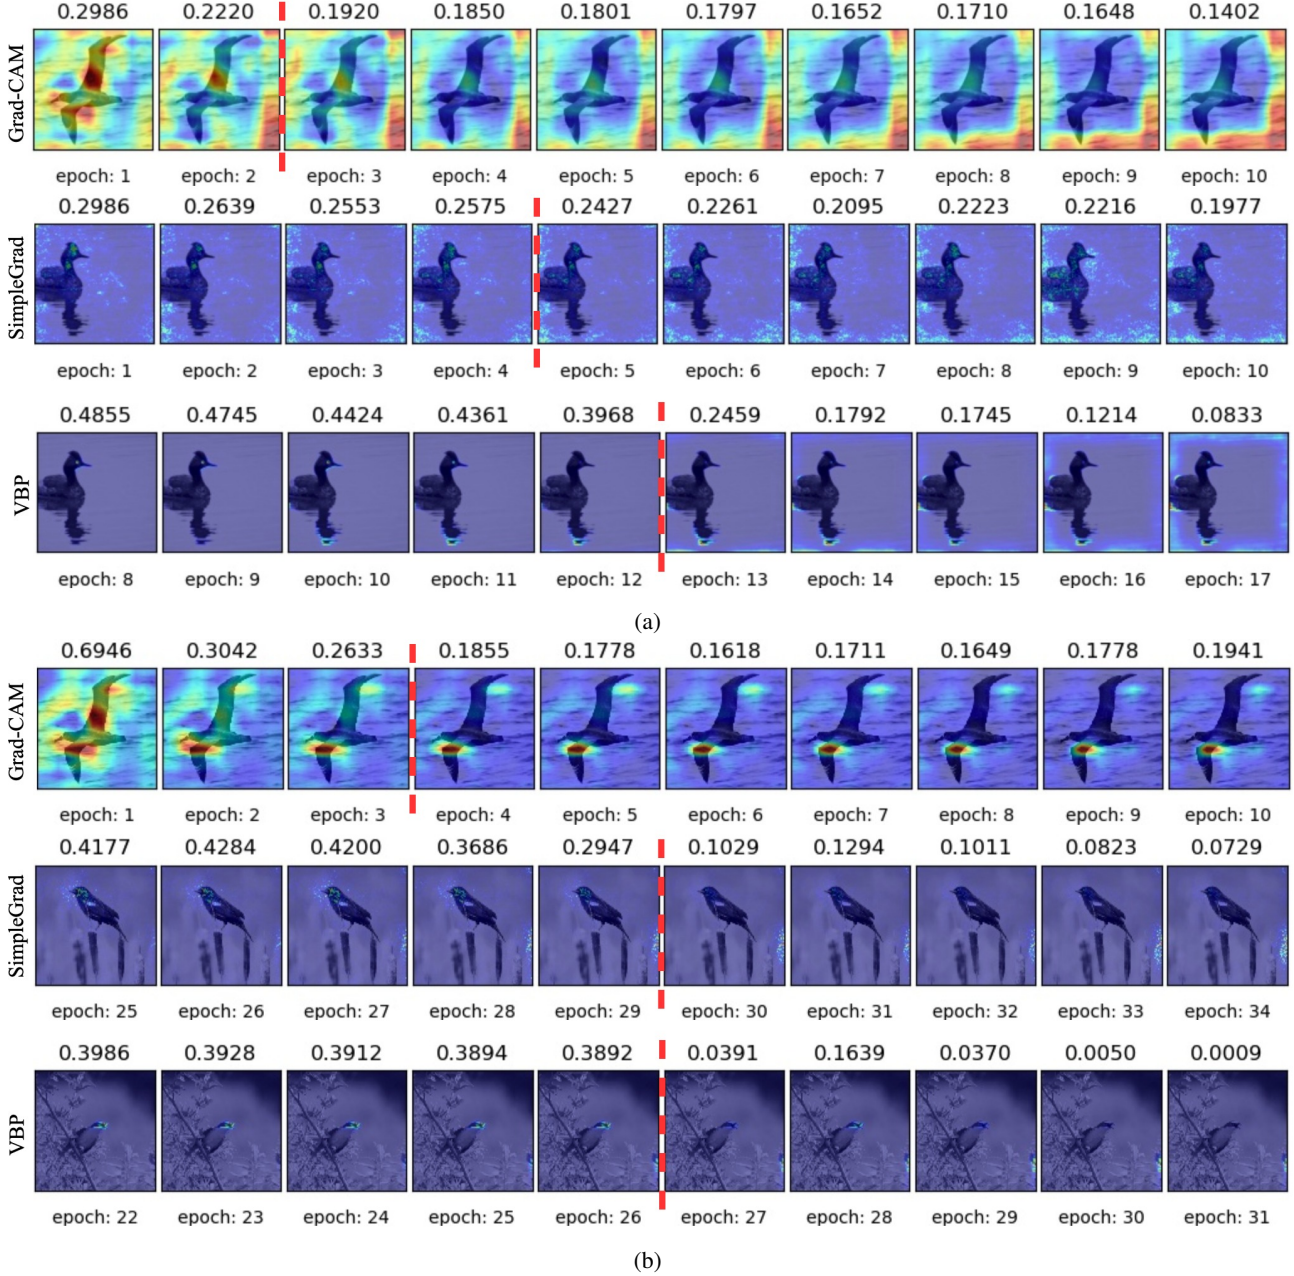 0.2986 0.2220 0.1920 0.1850 0.1801 0.1797 0.1652 0.1710 0.1648 0.1402
Grad-CAM
epoch: 1 epoch: 2 epoch: 3 epoch: 4 epoch: 5 epoch: 6 epoch: 7 epoch: 8 epoch: 9 epoch: 10
0.2986 0.2639 0.2553 0.2575 0.2427 0.2261 0.2095 0.2223 0.2216 0.1977
SimpleGrad
epoch: 1 epoch: 2 epoch: 3 epoch: 4 epoch: 5 epoch: 6 epoch: 7 epoch: 8 epoch: 9 epoch: 10
0.4855 0.4745 0.4424 0.4361 0.3968 0.2459 0.1792 0.1745 0.1214 0.0833
VBP
epoch: 8 epoch: 9 epoch: 10 epoch: 11 epoch: 12 epoch: 13 epoch: 14 epoch: 15 epoch: 16 epoch: 17
(a)
0.6946 0.3042 0.2633 0.1855 0.1778 0.1618 0.1711 0.1649 0.1778 0.1941
Grad-CAM
epoch: 1 epoch: 2 epoch: 3 epoch: 4 epoch: 5 epoch: 6 epoch: 7 epoch: 8 epoch: 9 epoch: 10
0.4177 0.4284 0.4200 0.3686 0.2947 0.1029 0.1294 0.1011 0.0823 0.0729
SimpleGrad
epoch: 25 epoch: 26 epoch: 27 epoch: 28 epoch: 29 epoch: 30 epoch: 31 epoch: 32 epoch: 33 epoch: 34
0.3986 0.3928 0.3912 0.3894 0.3892 0.0391 0.1639 0.0370 0.0050 0.0009
VBP
epoch: 22 epoch: 23 epoch: 24 epoch: 25 epoch: 26 epoch: 27 epoch: 28 epoch: 29 epoch: 30 epoch: 31
(b)